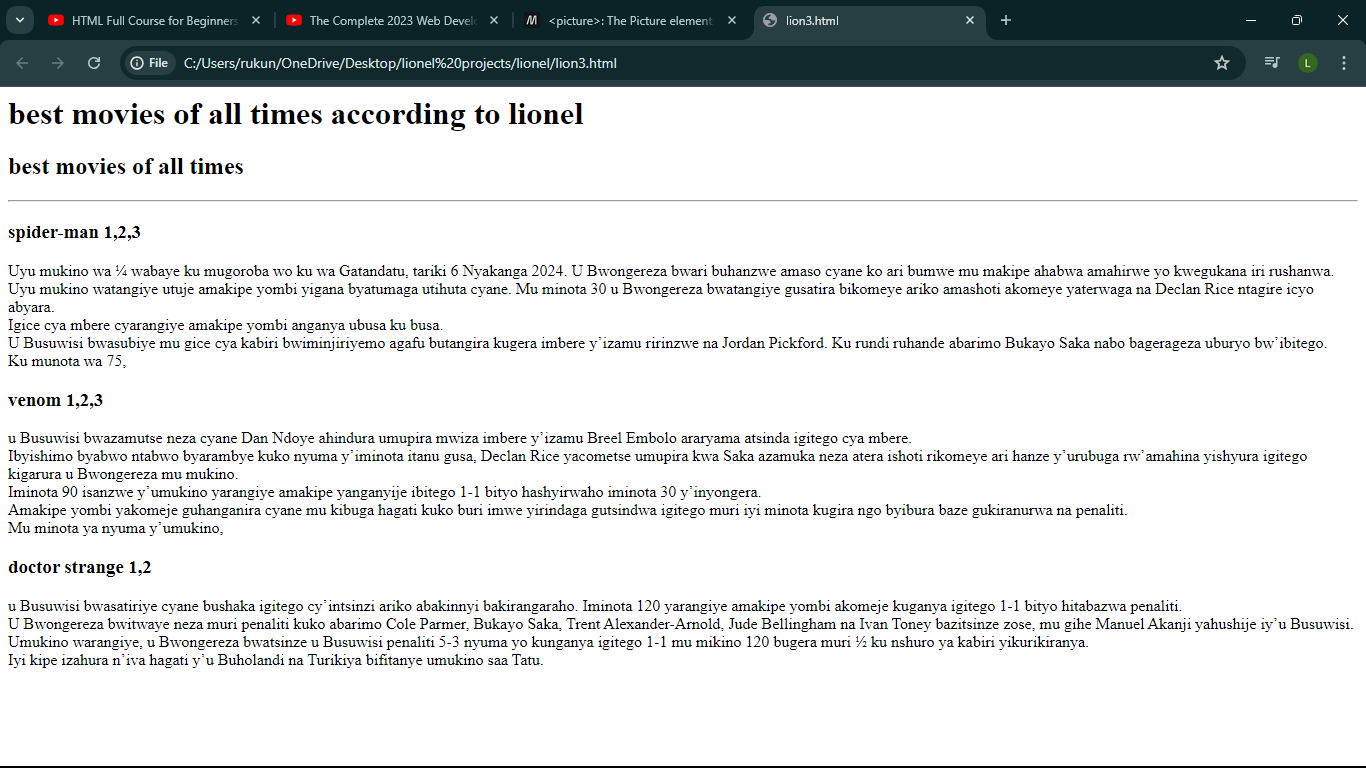 HTML Full Course for Beginners
The Complete 2023 Web Devel
<picture>: The Picture element
lion3.html
File
C:/Users/rukun/OneDrive/Desktop/lionel%20projects/lionel/lion3.html
L
best movies of all times according to lionel
best movies of all times
spider-man 1,2,3
Uyu mukino wa ¼ wabaye ku mugoroba wo ku wa Gatandatu, tariki 6 Nyakanga 2024. U Bwongereza bwari buhanzwe amaso cyane ko ari bumwe mu makipe ahabwa amahirwe yo kwegukana iri rushanwa.
Uyu mukino watangiye utuje amakipe yombi yigana byatumaga utihuta cyane. Mu minota 30 u Bwongereza bwatangiye gusatira bikomeye ariko amashoti akomeye yaterwaga na Declan Rice ntagire icyo
abyara.
Igice cya mbere cyarangiye amakipe yombi anganya ubusa ku busa.
U Busuwisi bwasubiye mu gice cya kabiri bwiminjiriyemo agafu butangira kugera imbere y’izamu ririnzwe na Jordan Pickford. Ku rundi ruhande abarimo Bukayo Saka nabo bagerageza uburyo bw’ibitego.
Ku munota wa 75,
venom 1,2,3
u Busuwisi bwazamutse neza cyane Dan Ndoye ahindura umupira mwiza imbere y’izamu Breel Embolo araryama atsinda igitego cya mbere.
Ibyishimo byabwo ntabwo byarambye kuko nyuma y’iminota itanu gusa, Declan Rice yacometse umupira kwa Saka azamuka neza atera ishoti rikomeye ari hanze y’urubuga rw’amahina yishyura igitego
kigarura u Bwongereza mu mukino.
Iminota 90 isanzwe y’umukino yarangiye amakipe yanganyije ibitego 1-1 bityo hashyirwaho iminota 30 y’inyongera.
Amakipe yombi yakomeje guhanganira cyane mu kibuga hagati kuko buri imwe yirindaga gutsindwa igitego muri iyi minota kugira ngo byibura baze gukiranurwa na penaliti.
Mu minota ya nyuma y’umukino,
doctor strange 1,2
u Busuwisi bwasatiriye cyane bushaka igitego cy’intsinzi ariko abakinnyi bakirangaraho. Iminota 120 yarangiye amakipe yombi akomeje kuganya igitego 1-1 bityo hitabazwa penaliti.
U Bwongereza bwitwaye neza muri penaliti kuko abarimo Cole Parmer, Bukayo Saka, Trent Alexander-Arnold, Jude Bellingham na Ivan Toney bazitsinze zose, mu gihe Manuel Akanji yahushije iy’u Busuwisi.
Umukino warangiye, u Bwongereza bwatsinze u Busuwisi penaliti 5-3 nyuma yo kunganya igitego 1-1 mu mikino 120 bugera muri ½ ku nshuro ya kabiri yikurikiranya.
Iyi kipe izahura n’iva hagati y’u Buholandi na Turikiya bifitanye umukino saa Tatu.